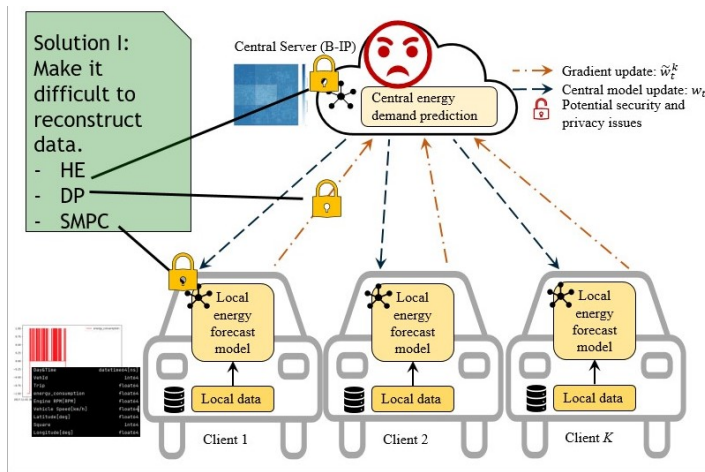 Solution I:
Make it
difficult to
reconstruct
data.
- HE
- DP
- SMPC
Central Server (B-IP)
Central energy
demand prediction
Gradient update: w̃ₜᵏ
Central model update: wₜ
Potential security and
privacy issues
Local
energy
forecast
model
Local data
Client 1
Local
energy
forecast
model
Local data
Client 2
Local
energy
forecast
model
Local data
Client K
DayTime datetime64[ns]
VehId int64
Trip float64
energy_consumption float64
Engine RPM[RPM] float64
Vehicle Speed[km/h] float64
Latitude[deg] float64
Square int64
Longitude[deg] float64